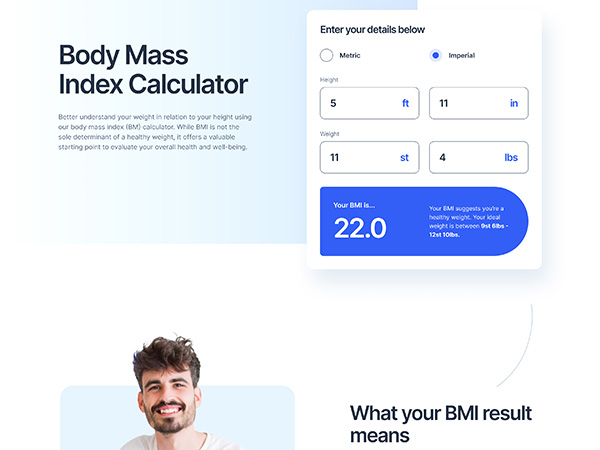 Body Mass
Index Calculator
Better understand your weight in relation to your height using
our body mass index (BM) calculator. While BMI is not the
sole determinant of a healthy weight, it offers a valuable
starting point to evaluate your overall health and well-being.
Enter your details below
Metric
Imperial
Height
5 ft
11 in
Weight
11 st
4 lbs
Your BMI is...
22.0
Your BMI suggests you're a
healthy weight. Your ideal
weight is between 9st 6lbs -
12st 10lbs.
What your BMI result
means